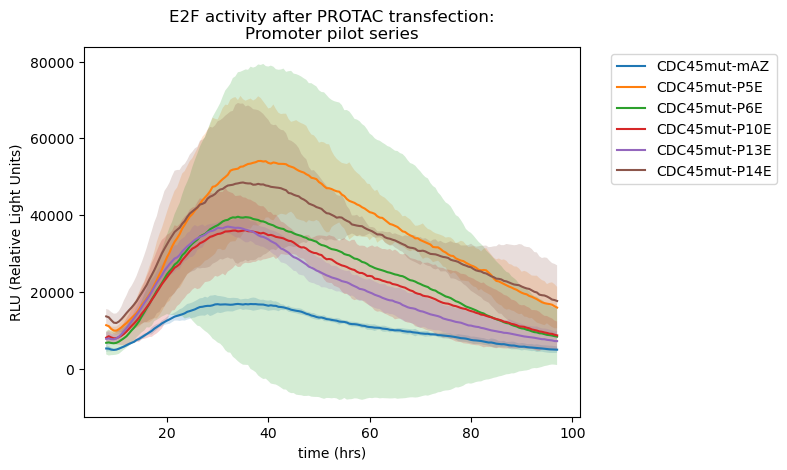 E2F activity after PROTAC transfection:
Promoter pilot series
80000
60000
40000
20000
0
RLU (Relative Light Units)
20
40
60
80
100
time (hrs)
CDC45mut-mAZ
CDC45mut-P5E
CDC45mut-P6E
CDC45mut-P10E
CDC45mut-P13E
CDC45mut-P14E